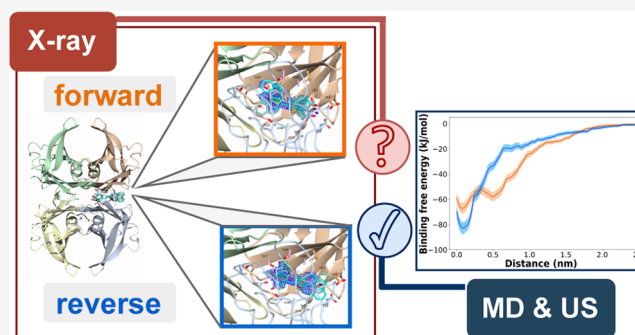 X-ray
forward
reverse
?
Binding free energy (kJ/mol)
0
-20
-40
-60
-80
-100
0.0 0.5 1.0 1.5 2.0
Distance (nm)
MD & US